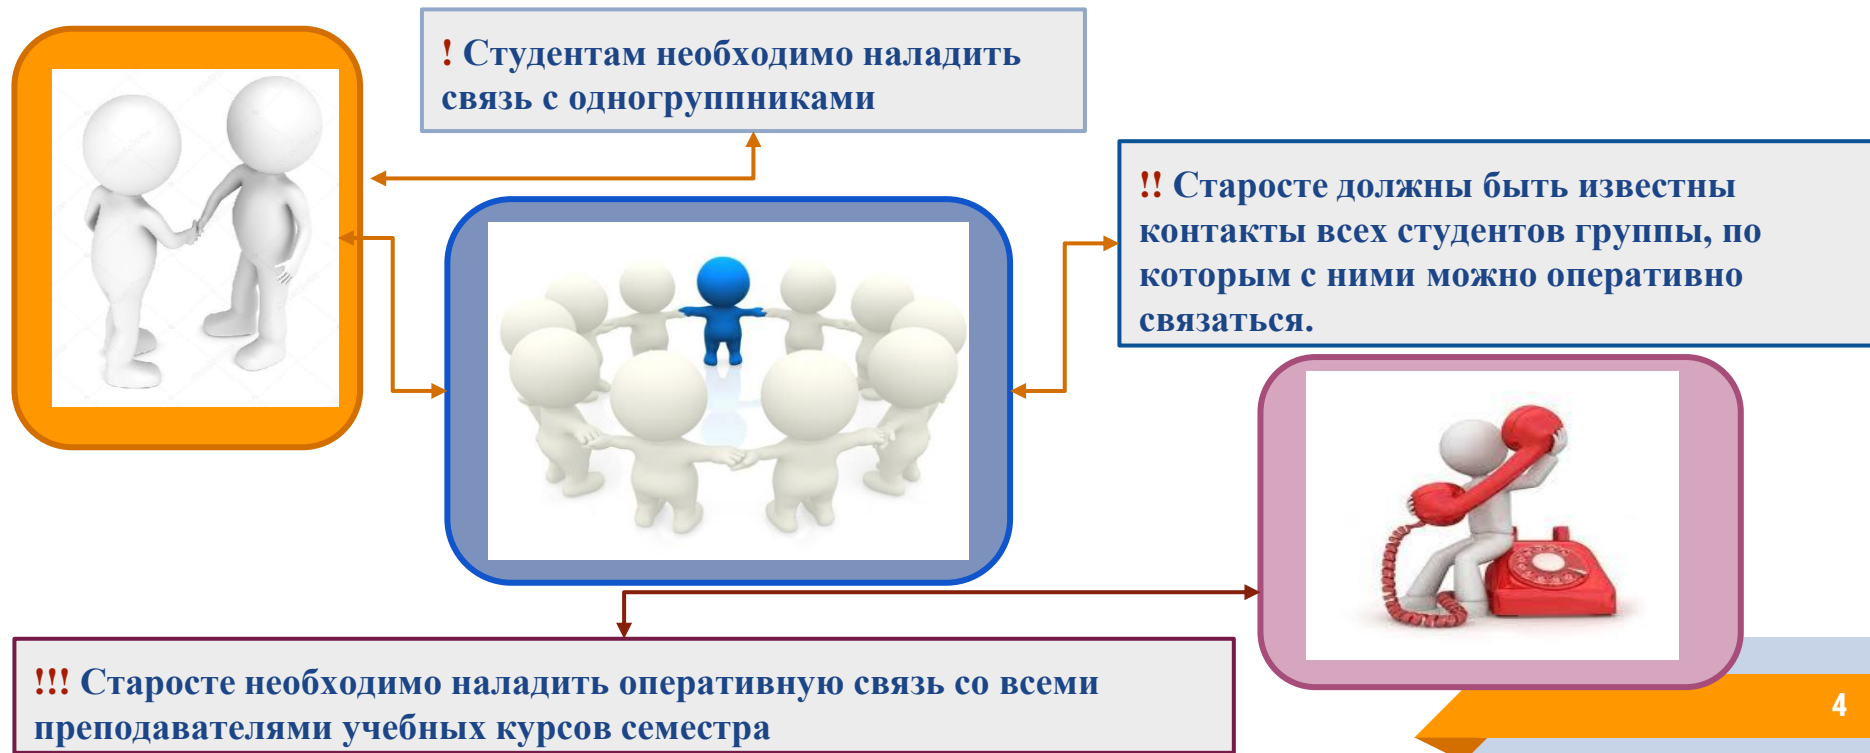 ! Студентам необходимо наладить
связь с одногруппниками
!! Старосте должны быть известны
контакты всех студентов группы, по
которым с ними можно оперативно
связаться.
!!! Старосте необходимо наладить оперативную связь со всеми
преподавателями учебных курсов семестра
4